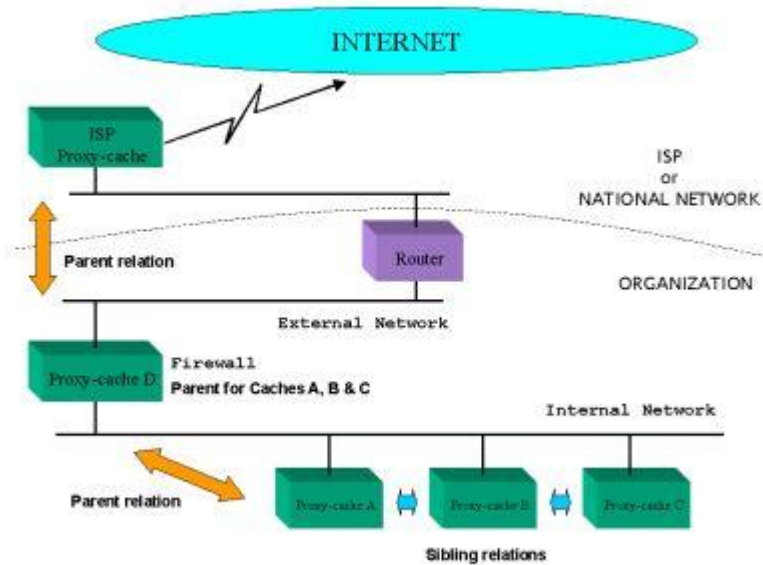 INTERNET
ISP
Proxy-cache
ISP
or
NATIONAL NETWORK
Parent relation
Router
ORGANIZATION
External Network
Proxy-cache D
Firewall
Parent for Caches A, B & C
Internal Network
Parent relation
Proxy-cache A
Proxy-cache B
Proxy-cache C
Sibling relations